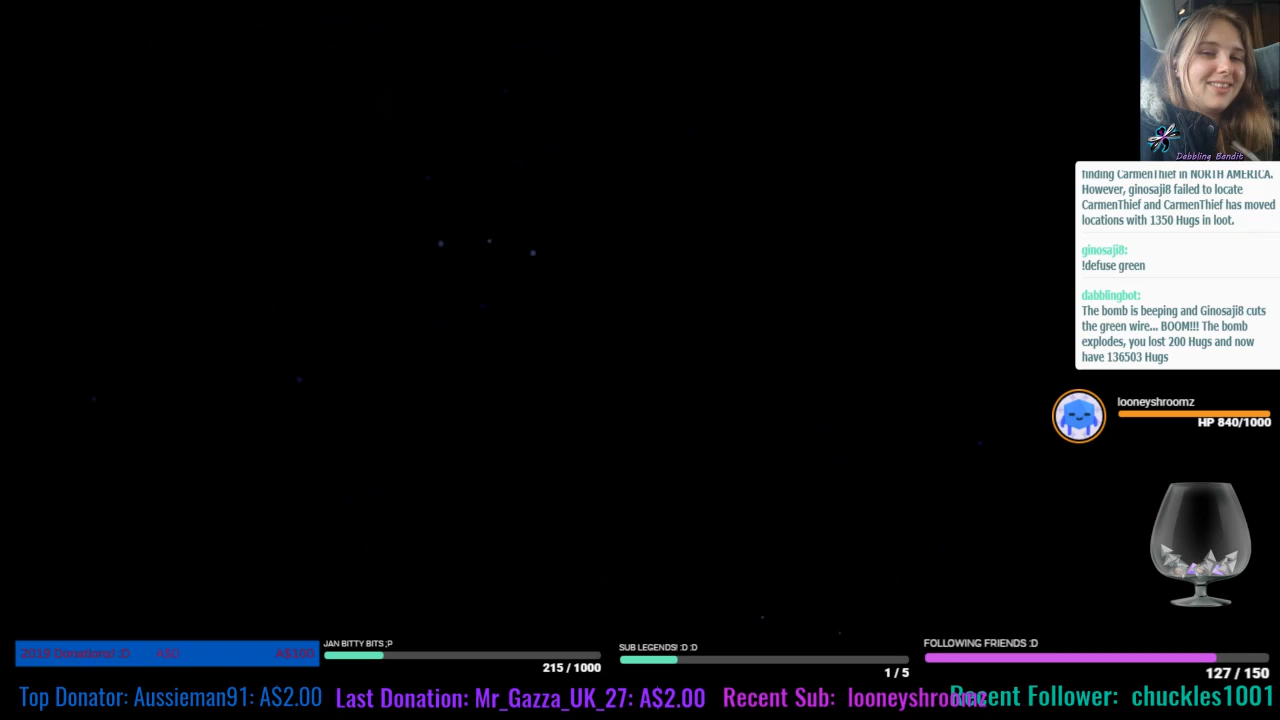 Dabbling Bandit
finding CarmenThief in NORTH AMERICA.
However, ginosaji8 failed to locate
CarmenThief and CarmenThief has moved
locations with 1350 Hugs in loot.
ginosaji8:
!defuse green
dabblingbot:
The bomb is beeping and Ginosaji8 cuts
the green wire... BOOM!!! The bomb
explodes, you lost 200 Hugs and now
have 136503 Hugs
looneyshroomz
HP 840/1000
2019 Donations! :D A$0 A$100
JAN BITTY BITS ;P
215 / 1000
SUB LEGENDS! :D :D
1 / 5
FOLLOWING FRIENDS :D
127 / 150
Top Donator: Aussieman91: A$2.00
Last Donation: Mr_Gazza_UK_27: A$2.00
Recent Sub: looneyshroomz
Recent Follower: chuckles1001